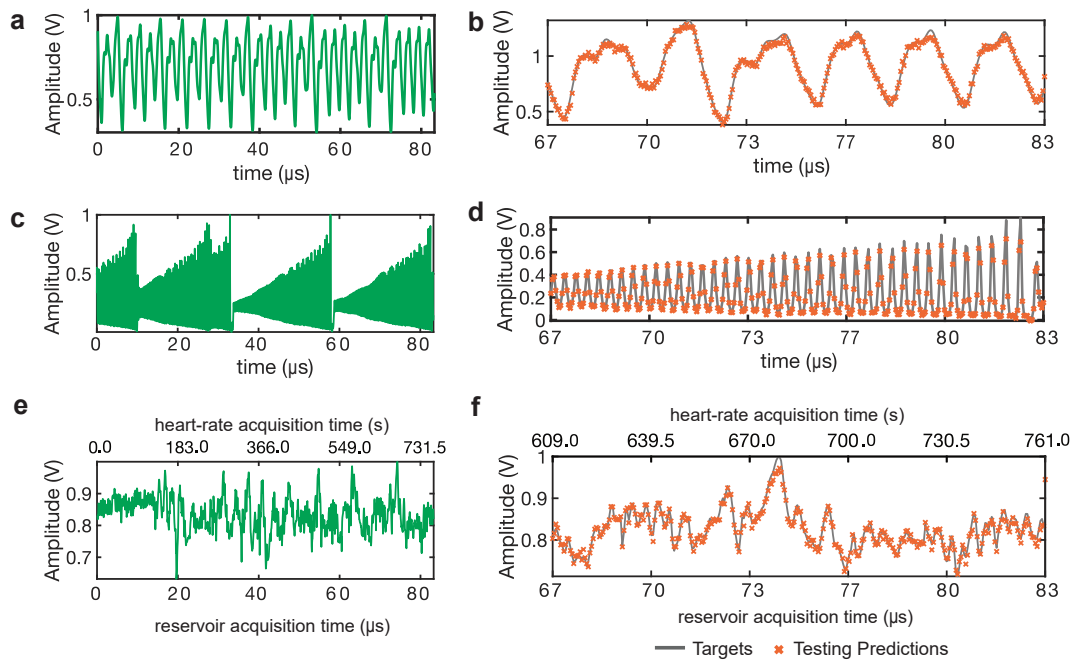 a
1
0.5
Amplitude (V)
0 20 40 60 80
time (µs)
b
1
0.5
Amplitude (V)
67 70 73 77 80 83
time (µs)
c
1
0.5
Amplitude (V)
0 20 40 60 80
time (µs)
d
0.8
0.6
0.4
0.2
0
Amplitude (V)
67 70 73 77 80 83
time (µs)
e
heart-rate acquisition time (s)
0.0 183.0 366.0 549.0 731.5
0.9
0.8
0.7
Amplitude (V)
0 20 40 60 80
reservoir acquisition time (µs)
f
heart-rate acquisition time (s)
609.0 639.5 670.0 700.0 730.5 761.0
1
0.9
0.8
Amplitude (V)
67 70 73 77 80 83
reservoir acquisition time (µs)
Targets Testing Predictions